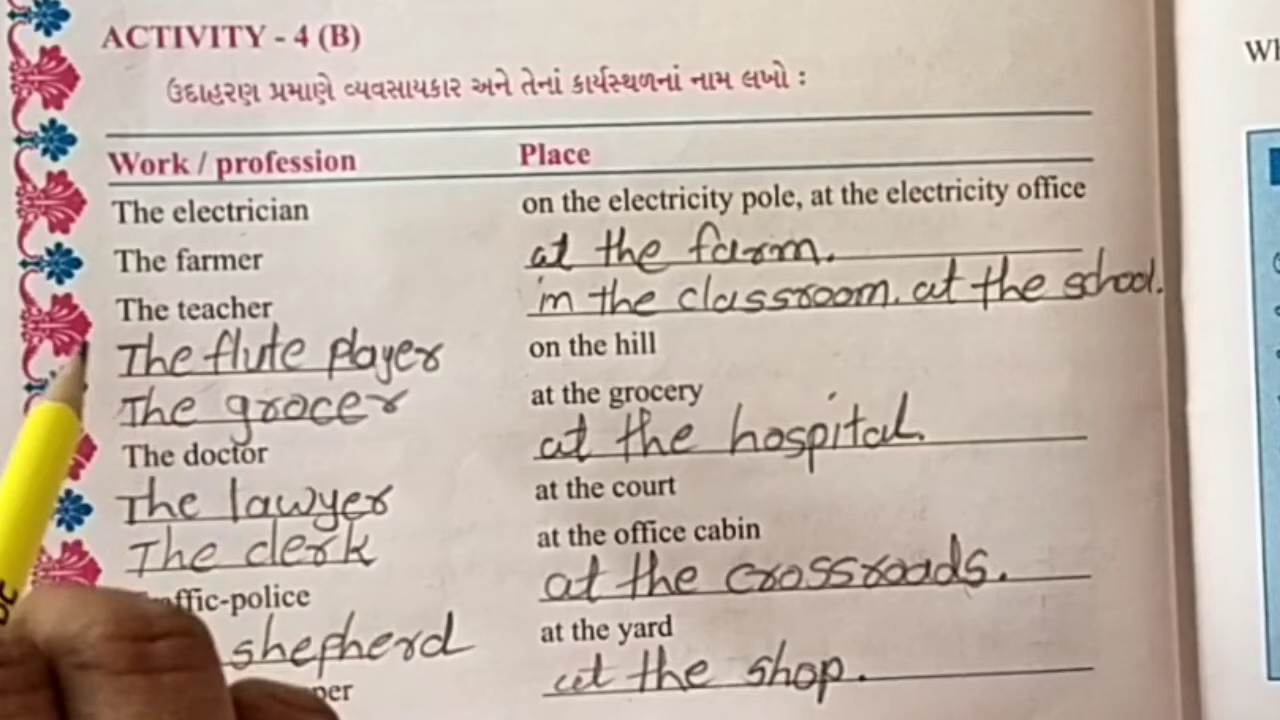 ACTIVITY - 4 (B)
ઉદાહરણ પ્રમાણે વ્યવસાયકાર અને તેનાં કાર્યસ્થળનાં નામ લખો :
Work / profession Place
The electrician on the electricity pole, at the electricity office
The farmer at the farm.
The teacher in the classroom. at the school.
The flute player on the hill
The grocer at the grocery
The doctor at the hospital.
The lawyer at the court
The clerk at the office cabin
at the crossroads.
shepherd at the yard
at the shop.